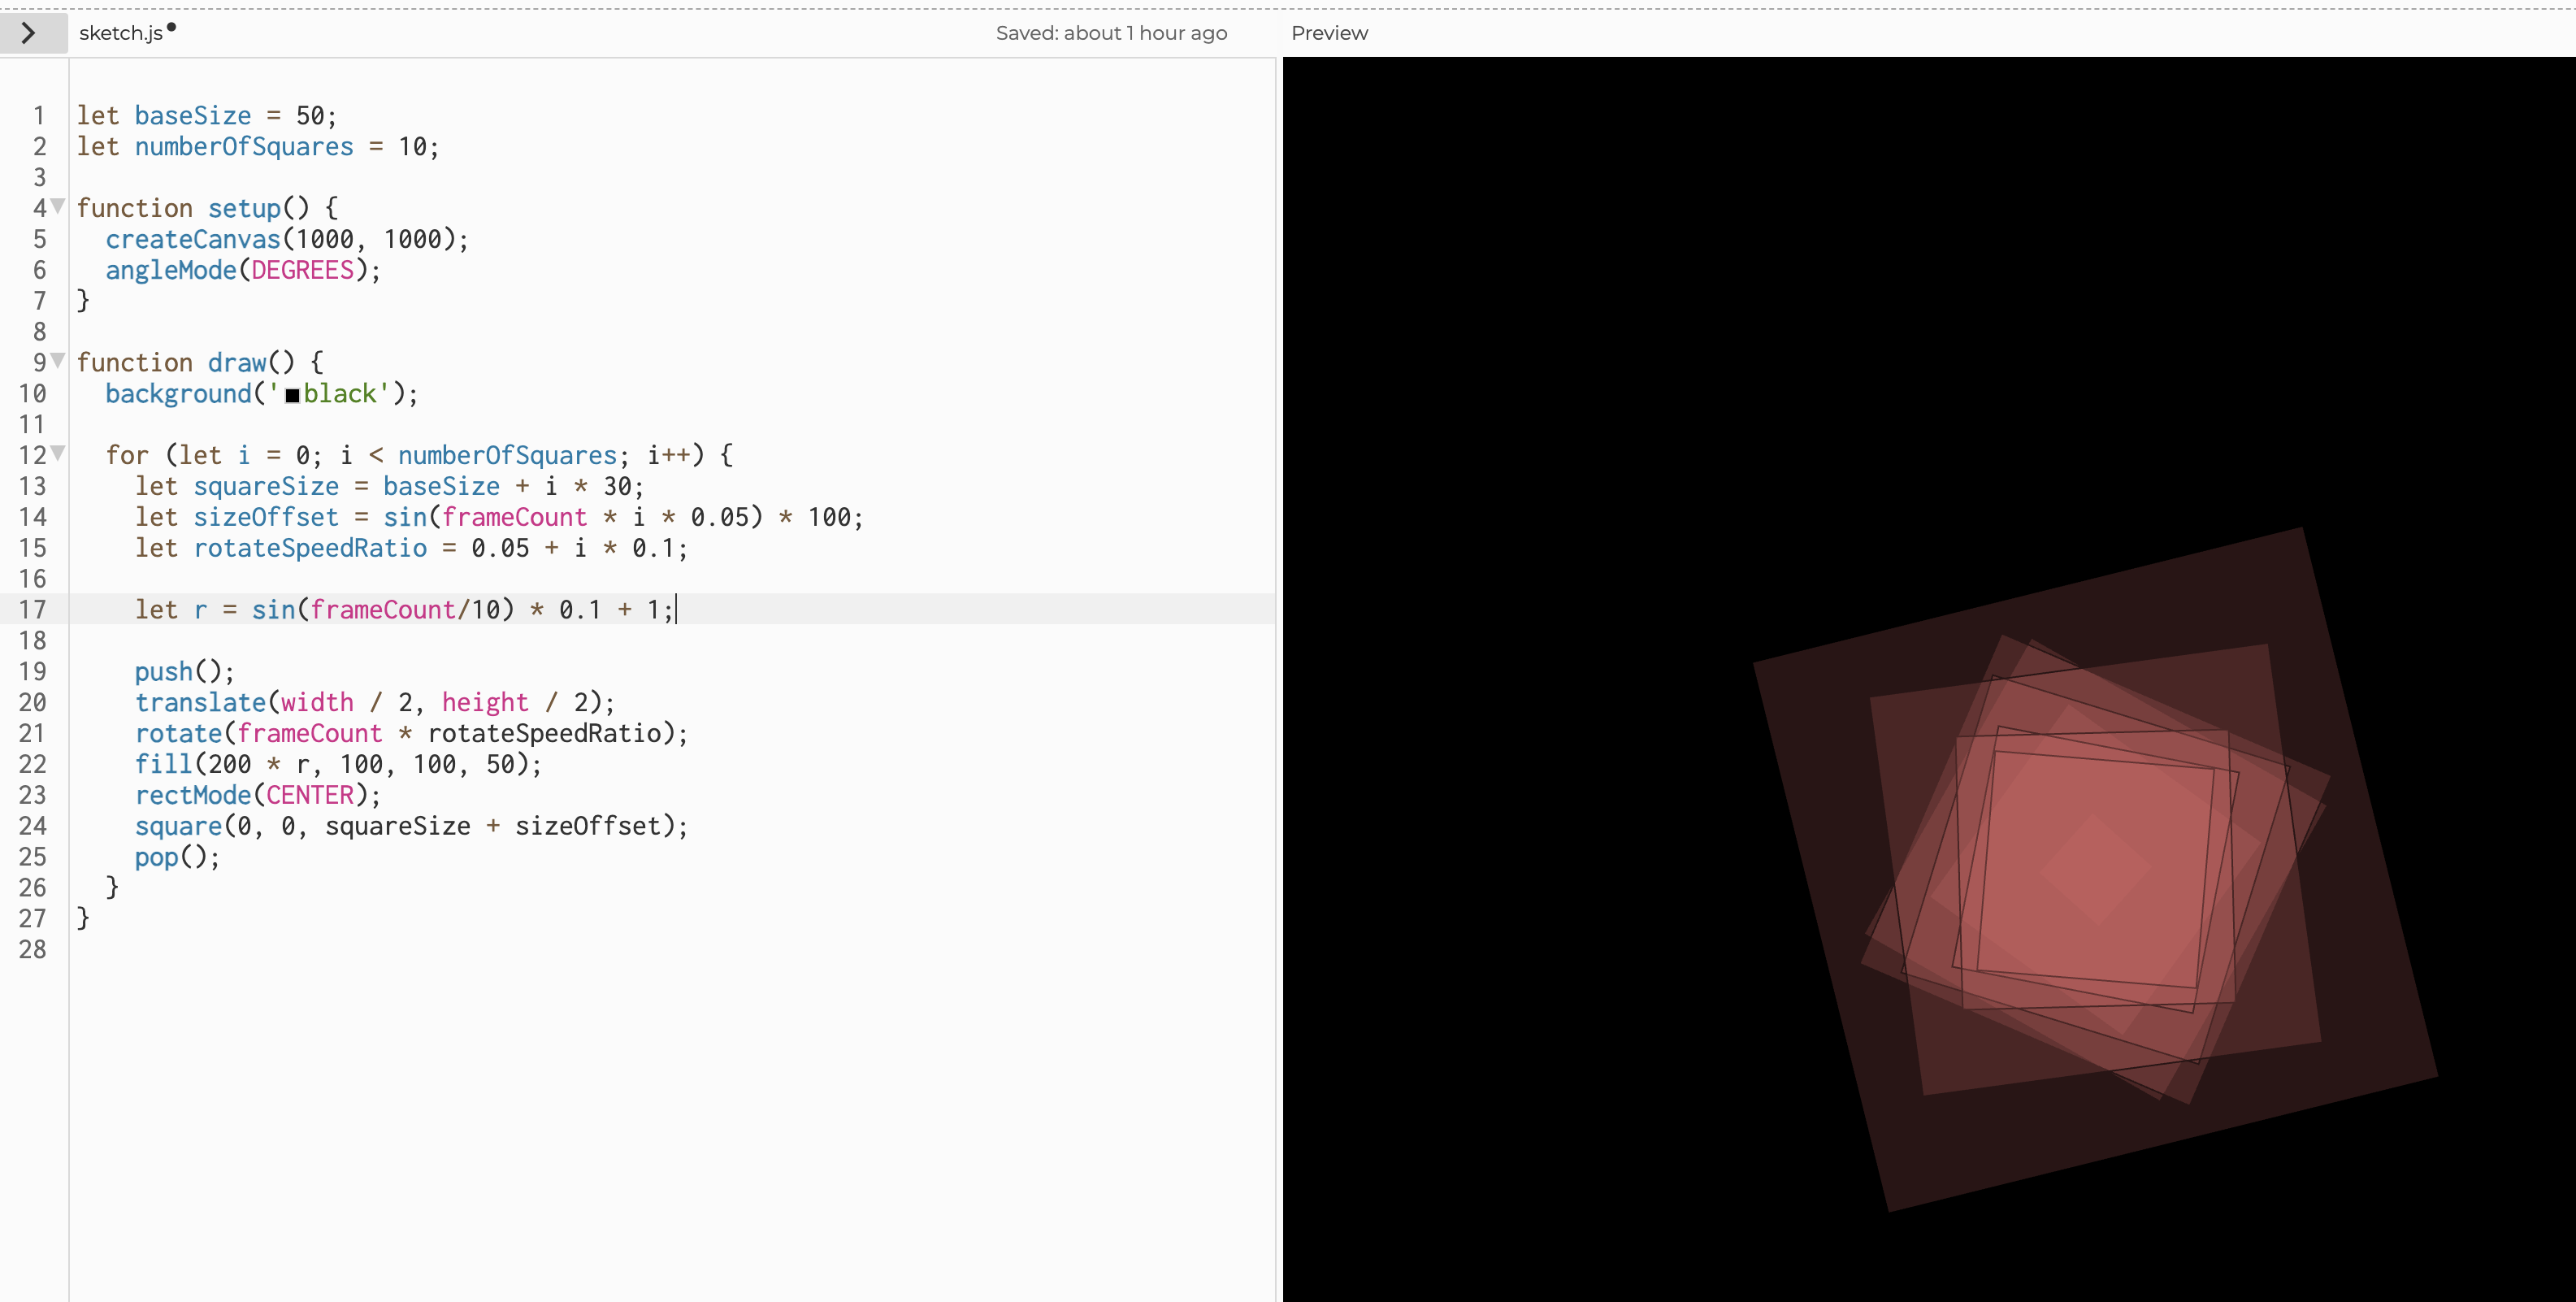 sketch.js● Saved: about 1 hour ago Preview
1 let baseSize = 50;
2 let numberOfSquares = 10;
3
4 function setup() {
5 createCanvas(1000, 1000);
6 angleMode(DEGREES);
7 }
8
9 function draw() {
10 background('■black');
11
12 for (let i = 0; i < numberOfSquares; i++) {
13 let squareSize = baseSize + i * 30;
14 let sizeOffset = sin(frameCount * i * 0.05) * 100;
15 let rotateSpeedRatio = 0.05 + i * 0.1;
16
17 let r = sin(frameCount/10) * 0.1 + 1;
18
19 push();
20 translate(width / 2, height / 2);
21 rotate(frameCount * rotateSpeedRatio);
22 fill(200 * r, 100, 100, 50);
23 rectMode(CENTER);
24 square(0, 0, squareSize + sizeOffset);
25 pop();
26 }
27 }
28